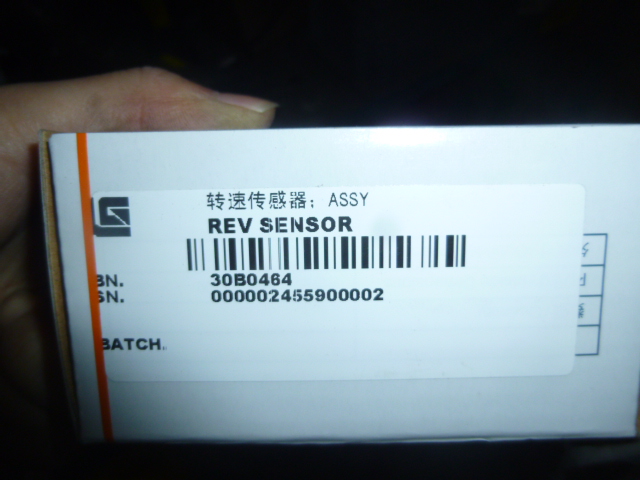 转速传感器；ASSY
REV SENSOR
BN. 30B0464
SN. 000002455900002
BATCH.